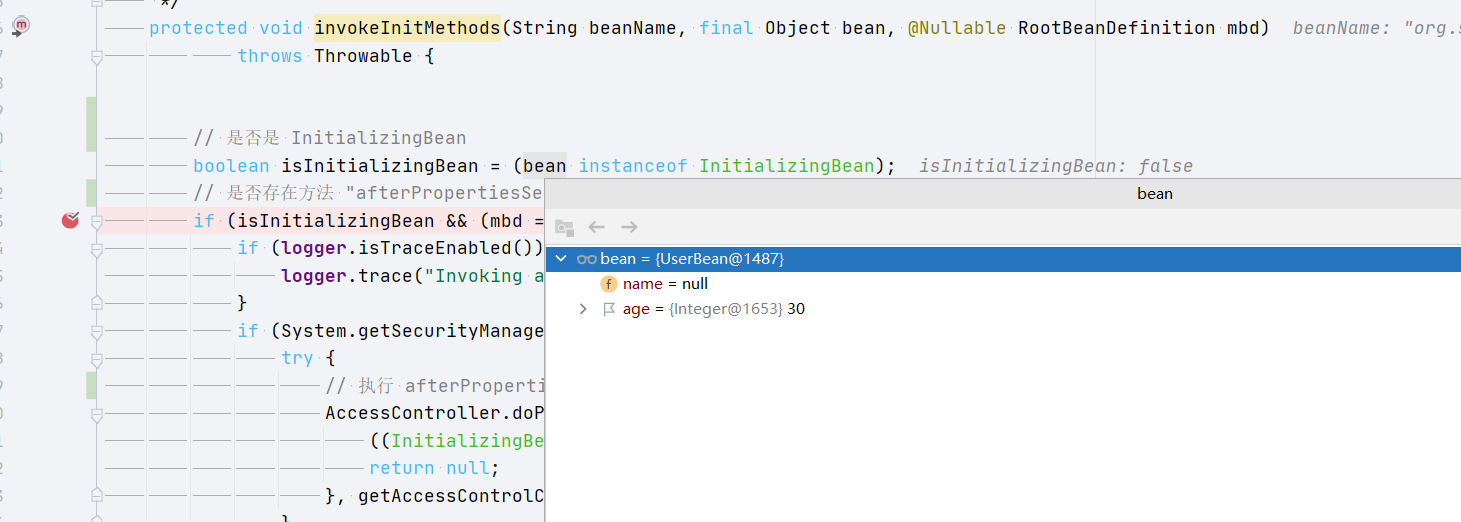 */
protected void invokeInitMethods(String beanName, final Object bean, @Nullable RootBeanDefinition mbd) beanName: "org.s
throws Throwable {
// 是否是 InitializingBean
boolean isInitializingBean = (bean instanceof InitializingBean); isInitializingBean: false
// 是否存在方法 "afterPropertiesSe
bean
if (isInitializingBean && (mbd =
if (logger.isTraceEnabled())
bean = {UserBean@1487}
logger.trace("Invoking a
name = null
}
age = {Integer@1653} 30
if (System.getSecurityManage
try {
// 执行 afterProperti
AccessController.doP
((InitializingBe
return null;
}, getAccessControlC
}